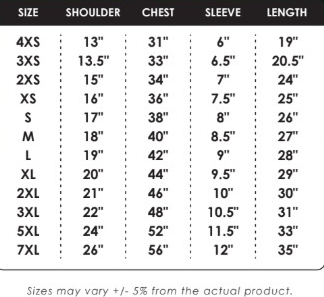 SIZE SHOULDER CHEST SLEEVE LENGTH
4XS 13" 31" 6" 19"
3XS 13.5" 33" 6.5" 20.5"
2XS 15" 34" 7" 24"
XS 16" 36" 7.5" 25"
S 17" 38" 8" 26"
M 18" 40" 8.5" 27"
L 19" 42" 9" 28"
XL 20" 44" 9.5" 29"
2XL 21" 46" 10" 30"
3XL 22" 48" 10.5" 31"
5XL 24" 52" 11.5" 33"
7XL 26" 56" 12" 35"
Sizes may vary +/- 5% from the actual product.